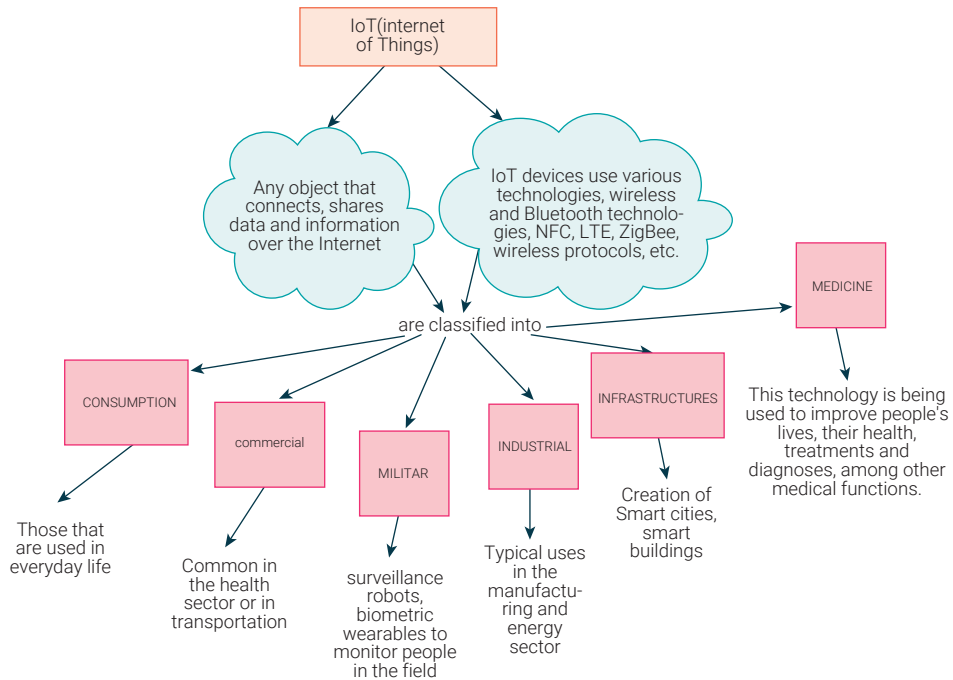 IoT(internet
of Things)
Any object that
connects, shares
data and information
over the Internet
IoT devices use various
technologies, wireless
and Bluetooth technolo-
gies, NFC, LTE, ZigBee,
wireless protocols, etc.
are classified into
MEDICINE
CONSUMPTION
commercial
MILITAR
INDUSTRIAL
INFRASTRUCTURES
This technology is being
used to improve people's
lives, their health,
treatments and
diagnoses, among other
medical functions.
Those that
are used in
everyday life
Common in
the health
sector or in
transportation
surveillance
robots,
biometric
wearables to
monitor people
in the field
Typical uses
in the
manufactu-
ring and
energy
sector
Creation of
Smart cities,
smart
buildings